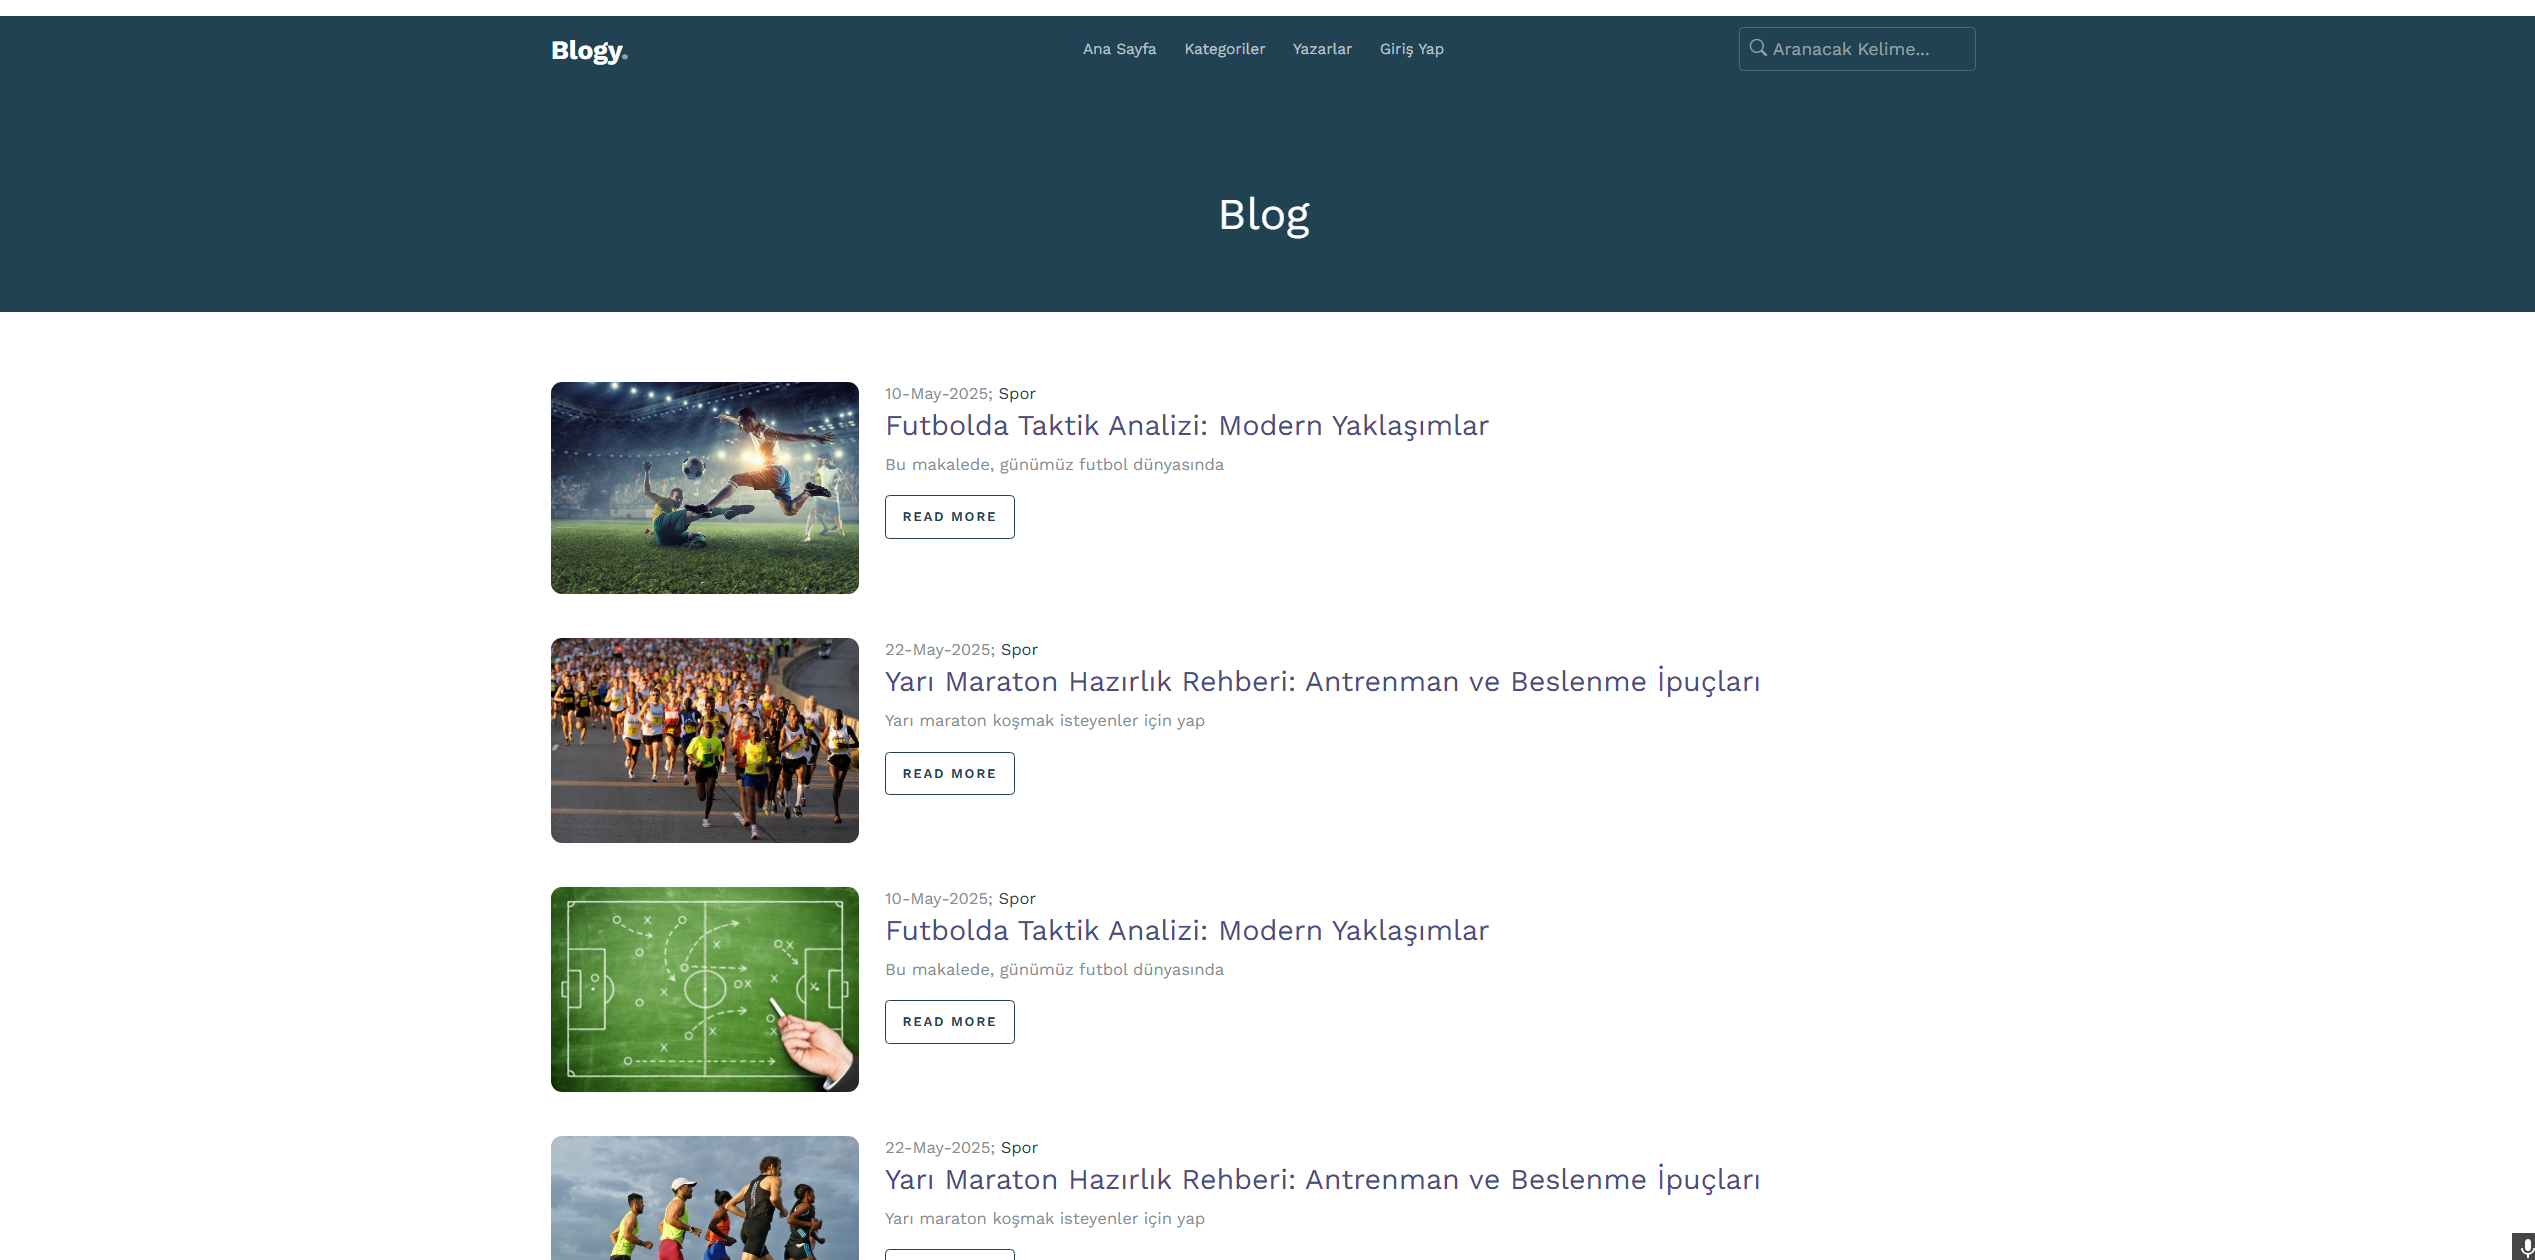 Blogy.
Ana Sayfa Kategoriler Yazarlar Giriş Yap
Aranacak Kelime...
Blog
10-May-2025; Spor
Futbolda Taktik Analizi: Modern Yaklaşımlar
Bu makalede, günümüz futbol dünyasında
READ MORE
22-May-2025; Spor
Yarı Maraton Hazırlık Rehberi: Antrenman ve Beslenme İpuçları
Yarı maraton koşmak isteyenler için yap
READ MORE
10-May-2025; Spor
Futbolda Taktik Analizi: Modern Yaklaşımlar
Bu makalede, günümüz futbol dünyasında
READ MORE
22-May-2025; Spor
Yarı Maraton Hazırlık Rehberi: Antrenman ve Beslenme İpuçları
Yarı maraton koşmak isteyenler için yap